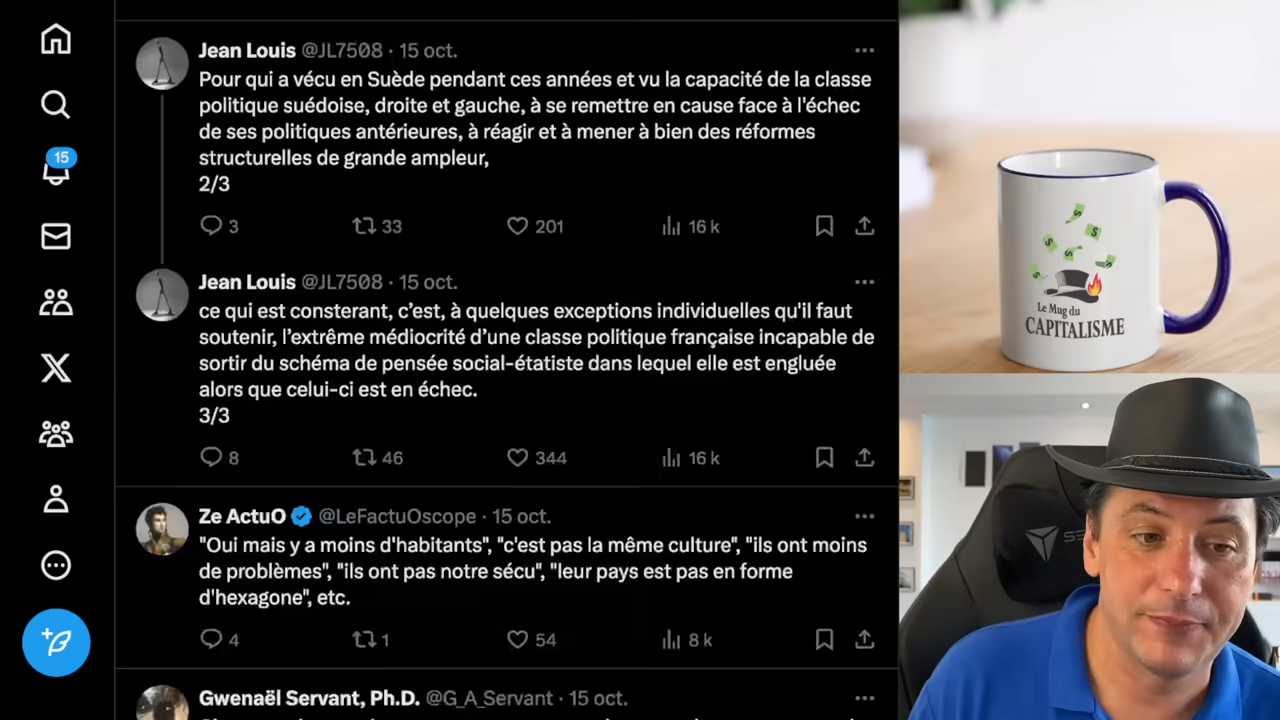 15
Jean Louis @JL7508 · 15 oct.
Pour qui a vécu en Suède pendant ces années et vu la capacité de la classe
politique suédoise, droite et gauche, à se remettre en cause face à l'échec
de ses politiques antérieures, à réagir et à mener à bien des réformes
structurelles de grande ampleur,
2/3
3 33 201 16 k
Jean Louis @JL7508 · 15 oct.
ce qui est consterant, c’est, à quelques exceptions individuelles qu'il faut
soutenir, l’extrême médiocrité d’une classe politique française incapable de
sortir du schéma de pensée social-étatiste dans lequel elle est engluée
alors que celui-ci est en échec.
3/3
8 46 344 16 k
Ze ActuO @LeFactuOscope · 15 oct.
"Oui mais y a moins d'habitants", "c'est pas la même culture", "ils ont moins
de problèmes", "ils ont pas notre sécu", "leur pays est pas en forme
d'hexagone", etc.
4 1 54 8 k
Gwenaël Servant, Ph.D. @G_A_Servant · 15 oct.
Le Mug du
CAPITALISME